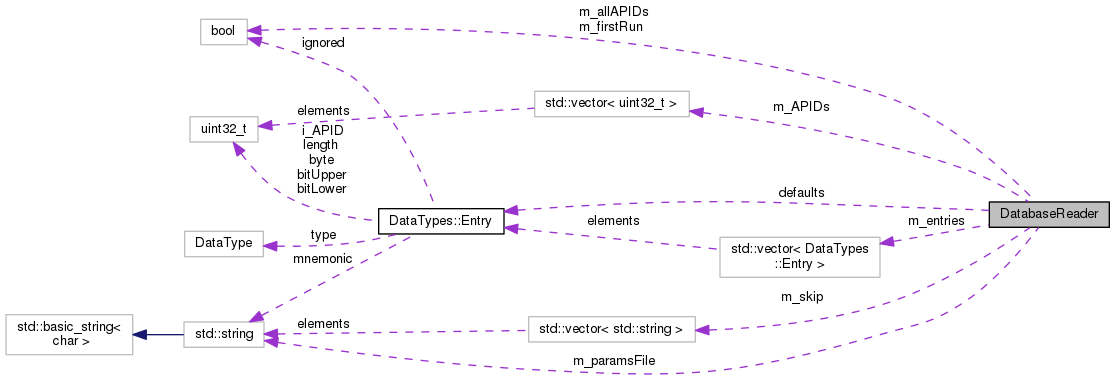 m_allAPIDs
m_firstRun
bool
ignored
std::vector< uint32_t >
m_APIDs
elements
uint32_t
i_APID
length
byte
bitUpper
bitLower
defaults
DatabaseReader
DataTypes::Entry
elements
m_entries
type
DataType
std::vector< DataTypes
::Entry >
mnemonic
m_skip
std::basic_string<
char >
std::string
elements
std::vector< std::string >
m_paramsFile